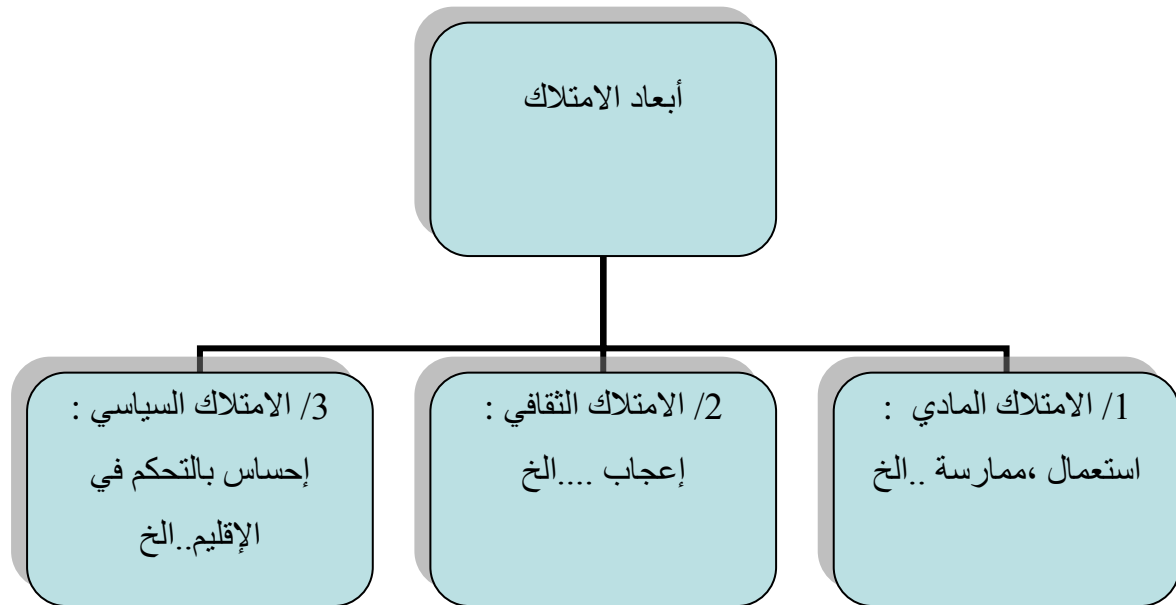 أبعاد الامتلاك
1/ الامتلاك المادي :
استعمال ،ممارسة ..الخ
2/ الامتلاك الثقافي :
إعجاب ....الخ
3/ الامتلاك السياسي :
إحساس بالتحكم في
الإقليم..الخ